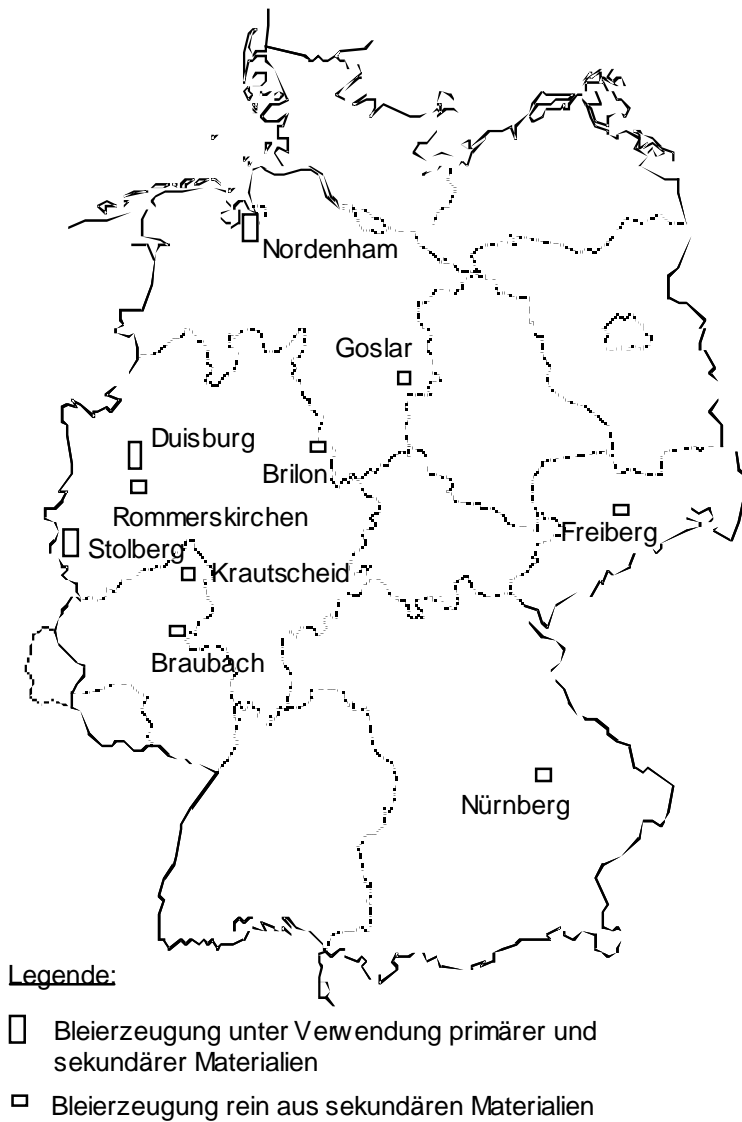 Nordenham
Goslar
Duisburg
Brilon
Rommerskirchen
Freiberg
Stolberg
Krautscheid
Braubach
Nürnberg
Legende:
Bleierzeugung unter Verwendung primärer und
sekundärer Materialien
Bleierzeugung rein aus sekundären Materialien